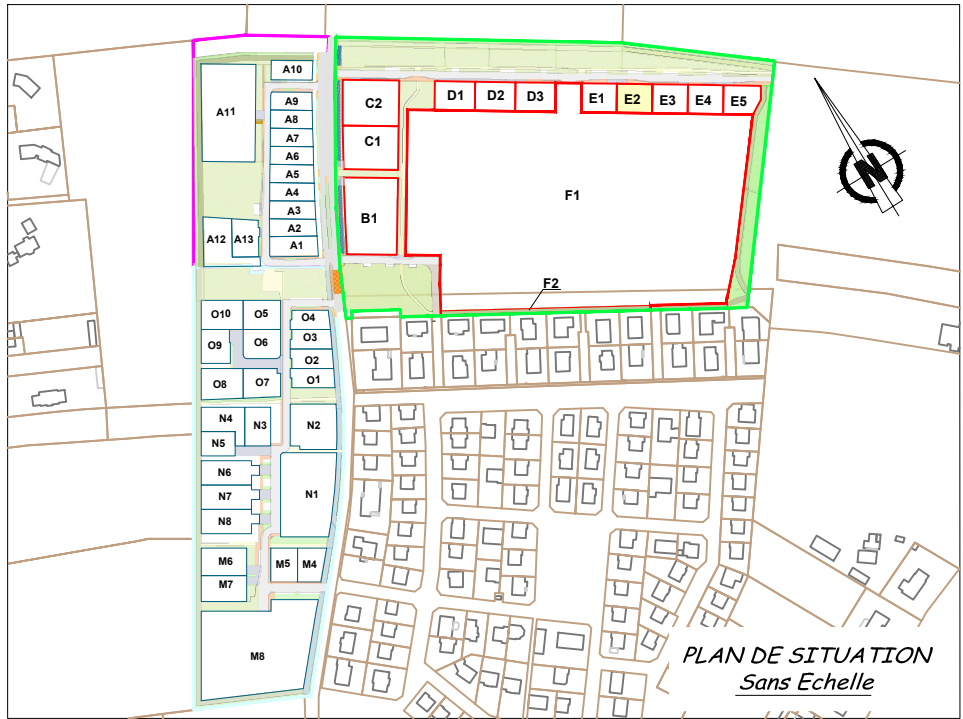 A10
A11
A9
A8
A7
A6
A5
A4
A3
A2
A1
A12 A13
C2
C1
B1
D1 D2 D3
E1 E2 E3 E4 E5
F1
F2
N
O10 O5
O9 O6
O8 O7
O4
O3
O2
O1
N4 N3
N5
N2
N6
N7
N8
N1
M6
M7
M5 M4
M8
PLAN DE SITUATION
Sans Echelle